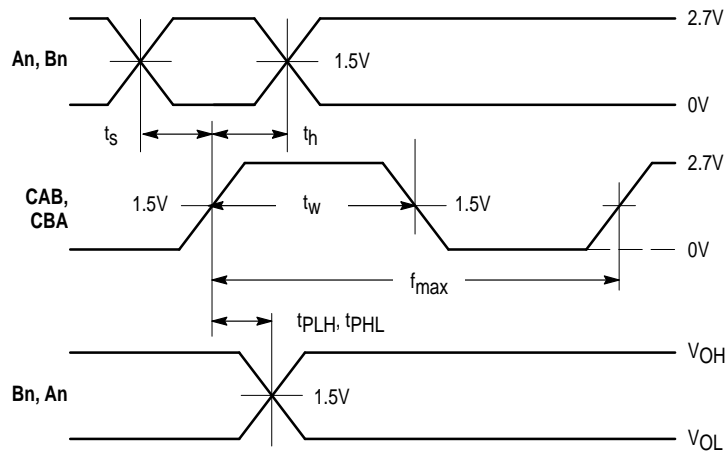 2.7V
An, Bn
1.5V
0V
ts
th
2.7V
CAB,
CBA
1.5V
tw
1.5V
0V
fmax
tPLH, tPHL
VOH
Bn, An
1.5V
VOL